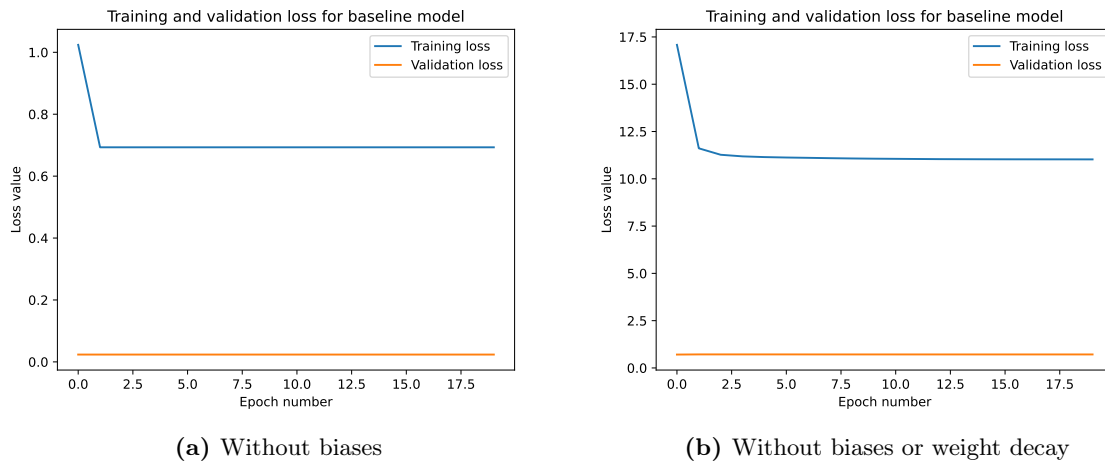 Training and validation loss for baseline model
Training loss
Validation loss
1.0
0.8
0.6
0.4
0.2
0.0
Loss value
0.0 2.5 5.0 7.5 10.0 12.5 15.0 17.5
Epoch number
(a) Without biases
Training and validation loss for baseline model
Training loss
Validation loss
17.5
15.0
12.5
10.0
7.5
5.0
2.5
0.0
Loss value
0.0 2.5 5.0 7.5 10.0 12.5 15.0 17.5
Epoch number
(b) Without biases or weight decay